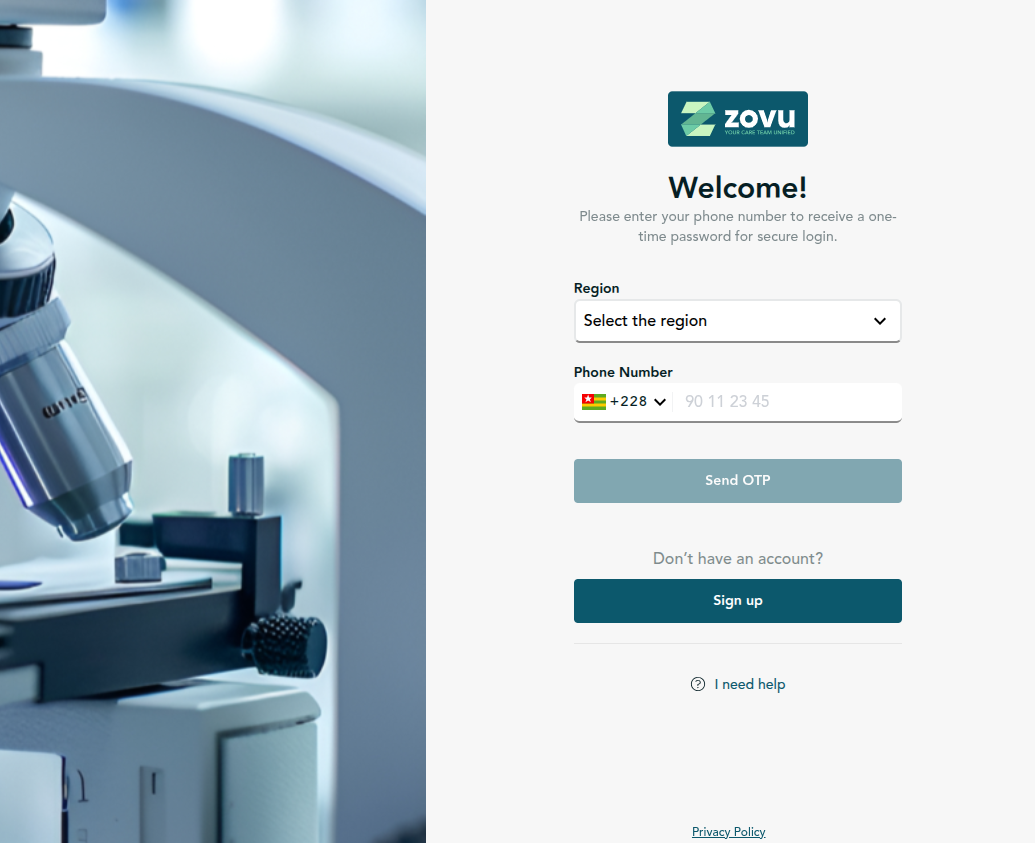 zovu
YOUR CARE TEAM UNIFIED
Welcome!
Please enter your phone number to receive a one-
time password for secure login.
Region
Select the region
Phone Number
+228
90 11 23 45
Send OTP
Don’t have an account?
Sign up
I need help
Privacy Policy